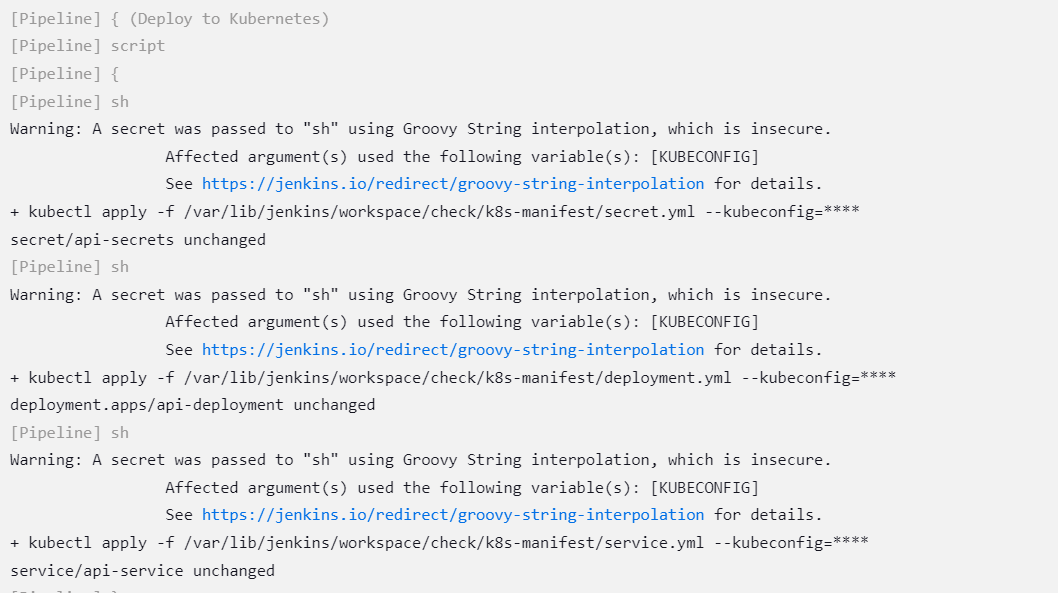 [Pipeline] { (Deploy to Kubernetes)
[Pipeline] script
[Pipeline] {
[Pipeline] sh
Warning: A secret was passed to "sh" using Groovy String interpolation, which is insecure.
Affected argument(s) used the following variable(s): [KUBECONFIG]
See https://jenkins.io/redirect/groovy-string-interpolation for details.
+ kubectl apply -f /var/lib/jenkins/workspace/check/k8s-manifest/secret.yml --kubeconfig=****
secret/api-secrets unchanged
[Pipeline] sh
Warning: A secret was passed to "sh" using Groovy String interpolation, which is insecure.
Affected argument(s) used the following variable(s): [KUBECONFIG]
See https://jenkins.io/redirect/groovy-string-interpolation for details.
+ kubectl apply -f /var/lib/jenkins/workspace/check/k8s-manifest/deployment.yml --kubeconfig=****
deployment.apps/api-deployment unchanged
[Pipeline] sh
Warning: A secret was passed to "sh" using Groovy String interpolation, which is insecure.
Affected argument(s) used the following variable(s): [KUBECONFIG]
See https://jenkins.io/redirect/groovy-string-interpolation for details.
+ kubectl apply -f /var/lib/jenkins/workspace/check/k8s-manifest/service.yml --kubeconfig=****
service/api-service unchanged